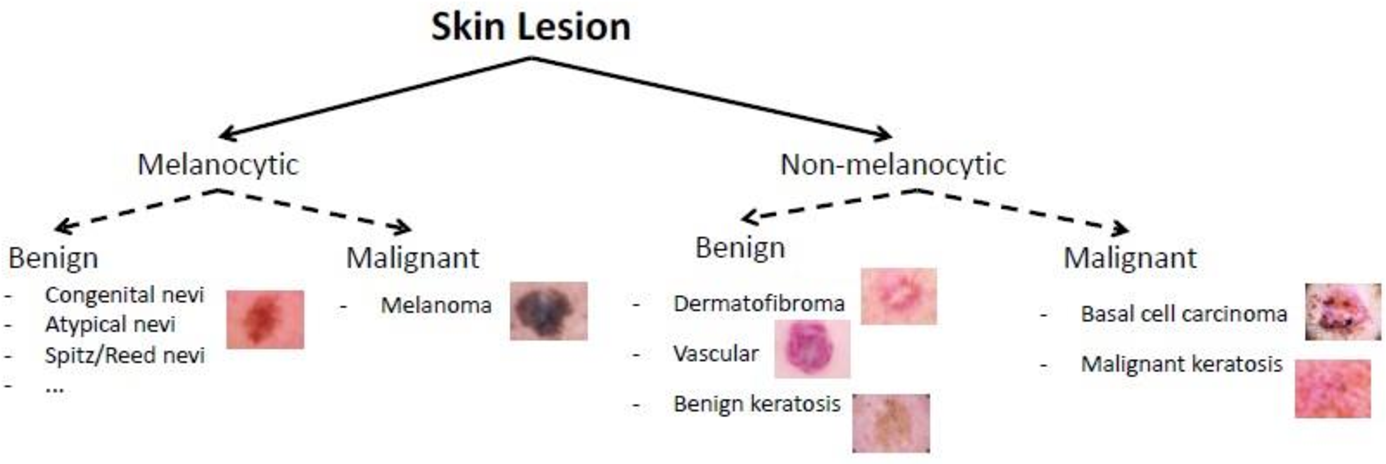 Skin Lesion
Melanocytic
Non-melanocytic
Benign
- Congenital nevi
- Atypical nevi
- Spitz/Reed nevi
- ...
Malignant
- Melanoma
Benign
- Dermatofibroma
- Vascular
- Benign keratosis
Malignant
- Basal cell carcinoma
- Malignant keratosis